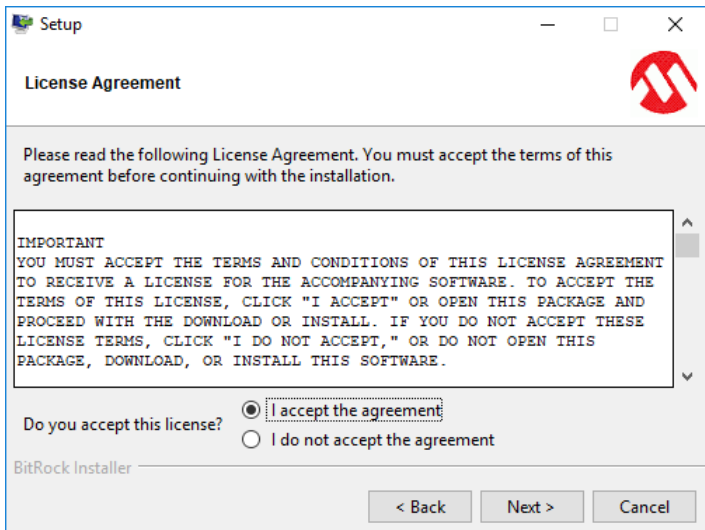 Setup
License Agreement
Please read the following License Agreement. You must accept the terms of this
agreement before continuing with the installation.
IMPORTANT
YOU MUST ACCEPT THE TERMS AND CONDITIONS OF THIS LICENSE AGREEMENT
TO RECEIVE A LICENSE FOR THE ACCOMPANYING SOFTWARE. TO ACCEPT THE
TERMS OF THIS LICENSE, CLICK "I ACCEPT" OR OPEN THIS PACKAGE AND
PROCEED WITH THE DOWNLOAD OR INSTALL. IF YOU DO NOT ACCEPT THESE
LICENSE TERMS, CLICK "I DO NOT ACCEPT," OR DO NOT OPEN THIS
PACKAGE, DOWNLOAD, OR INSTALL THIS SOFTWARE.
Do you accept this license?
I accept the agreement
I do not accept the agreement
BitRock Installer
< Back Next > Cancel